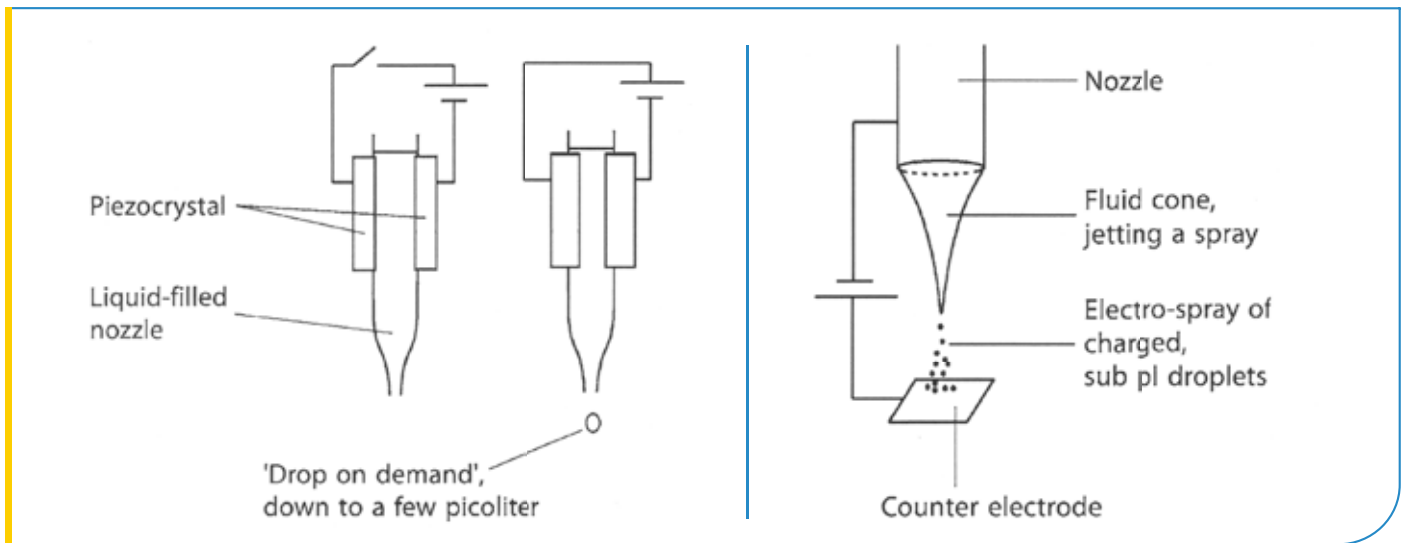 Piezocrystal
Liquid-filled
nozzle
'Drop on demand',
down to a few picoliter
Nozzle
Fluid cone,
jetting a spray
Electro-spray of
charged,
sub pl droplets
Counter electrode